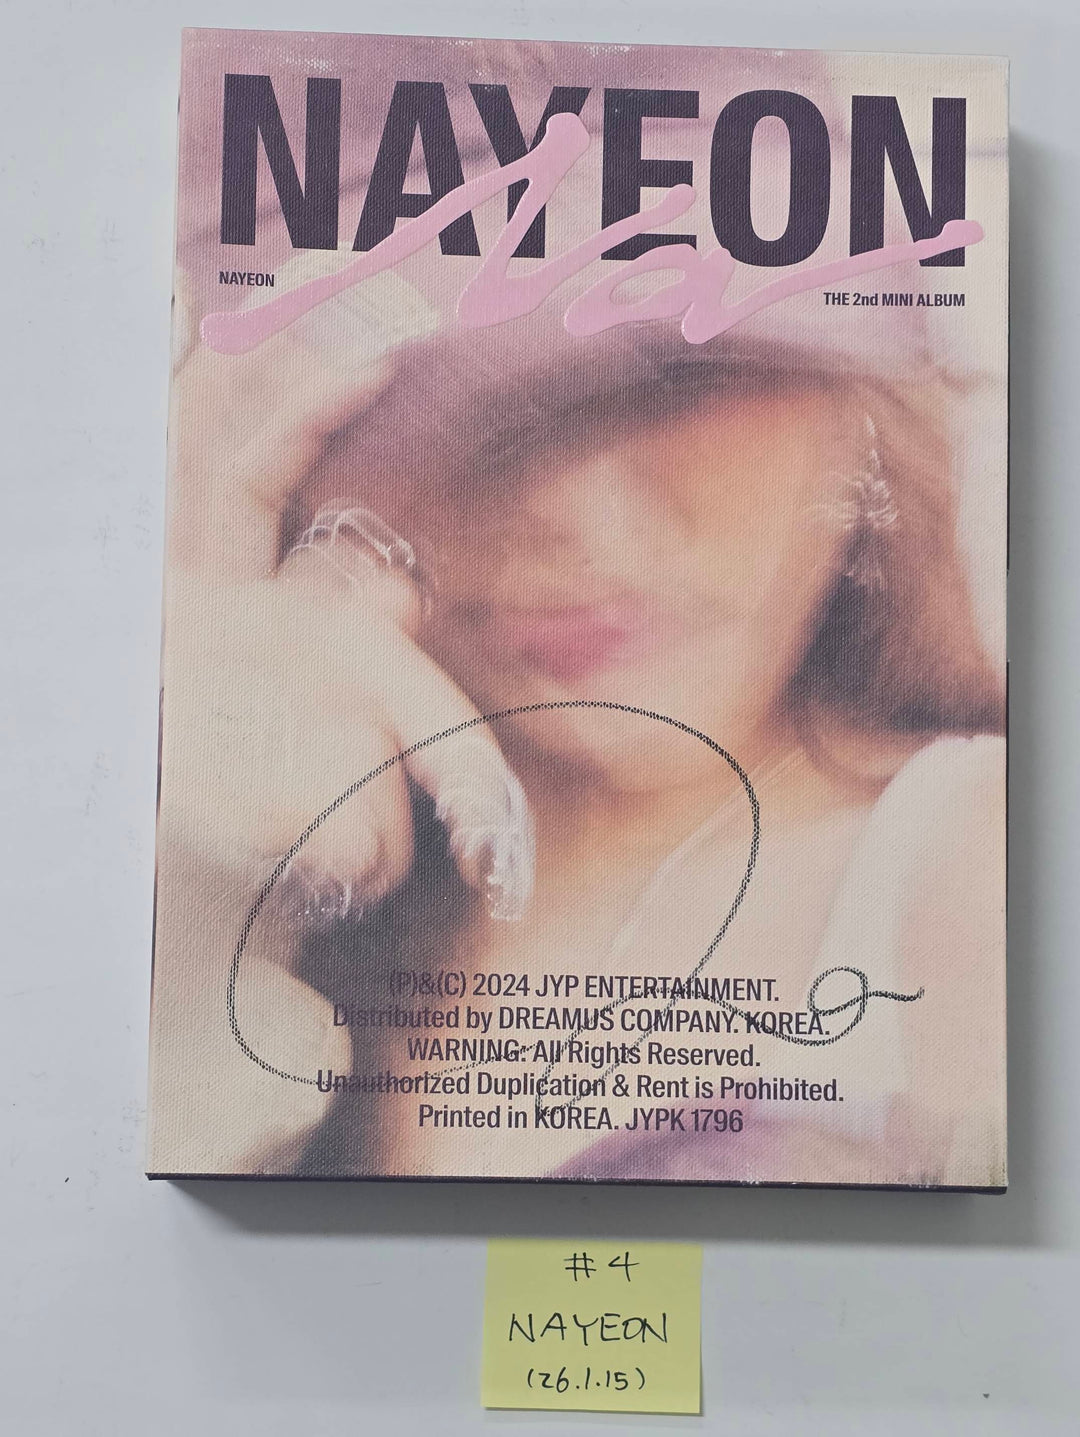 NAYEON
Na
NAYEON
THE 2nd MINI ALBUM
(P)&(C) 2024 JYP ENTERTAINMENT.
Distributed by DREAMUS COMPANY. KOREA.
WARNING: All Rights Reserved.
Unauthorized Duplication & Rent is Prohibited.
Printed in KOREA. JYPK 1796
#4
NAYEON
(26.1.15)